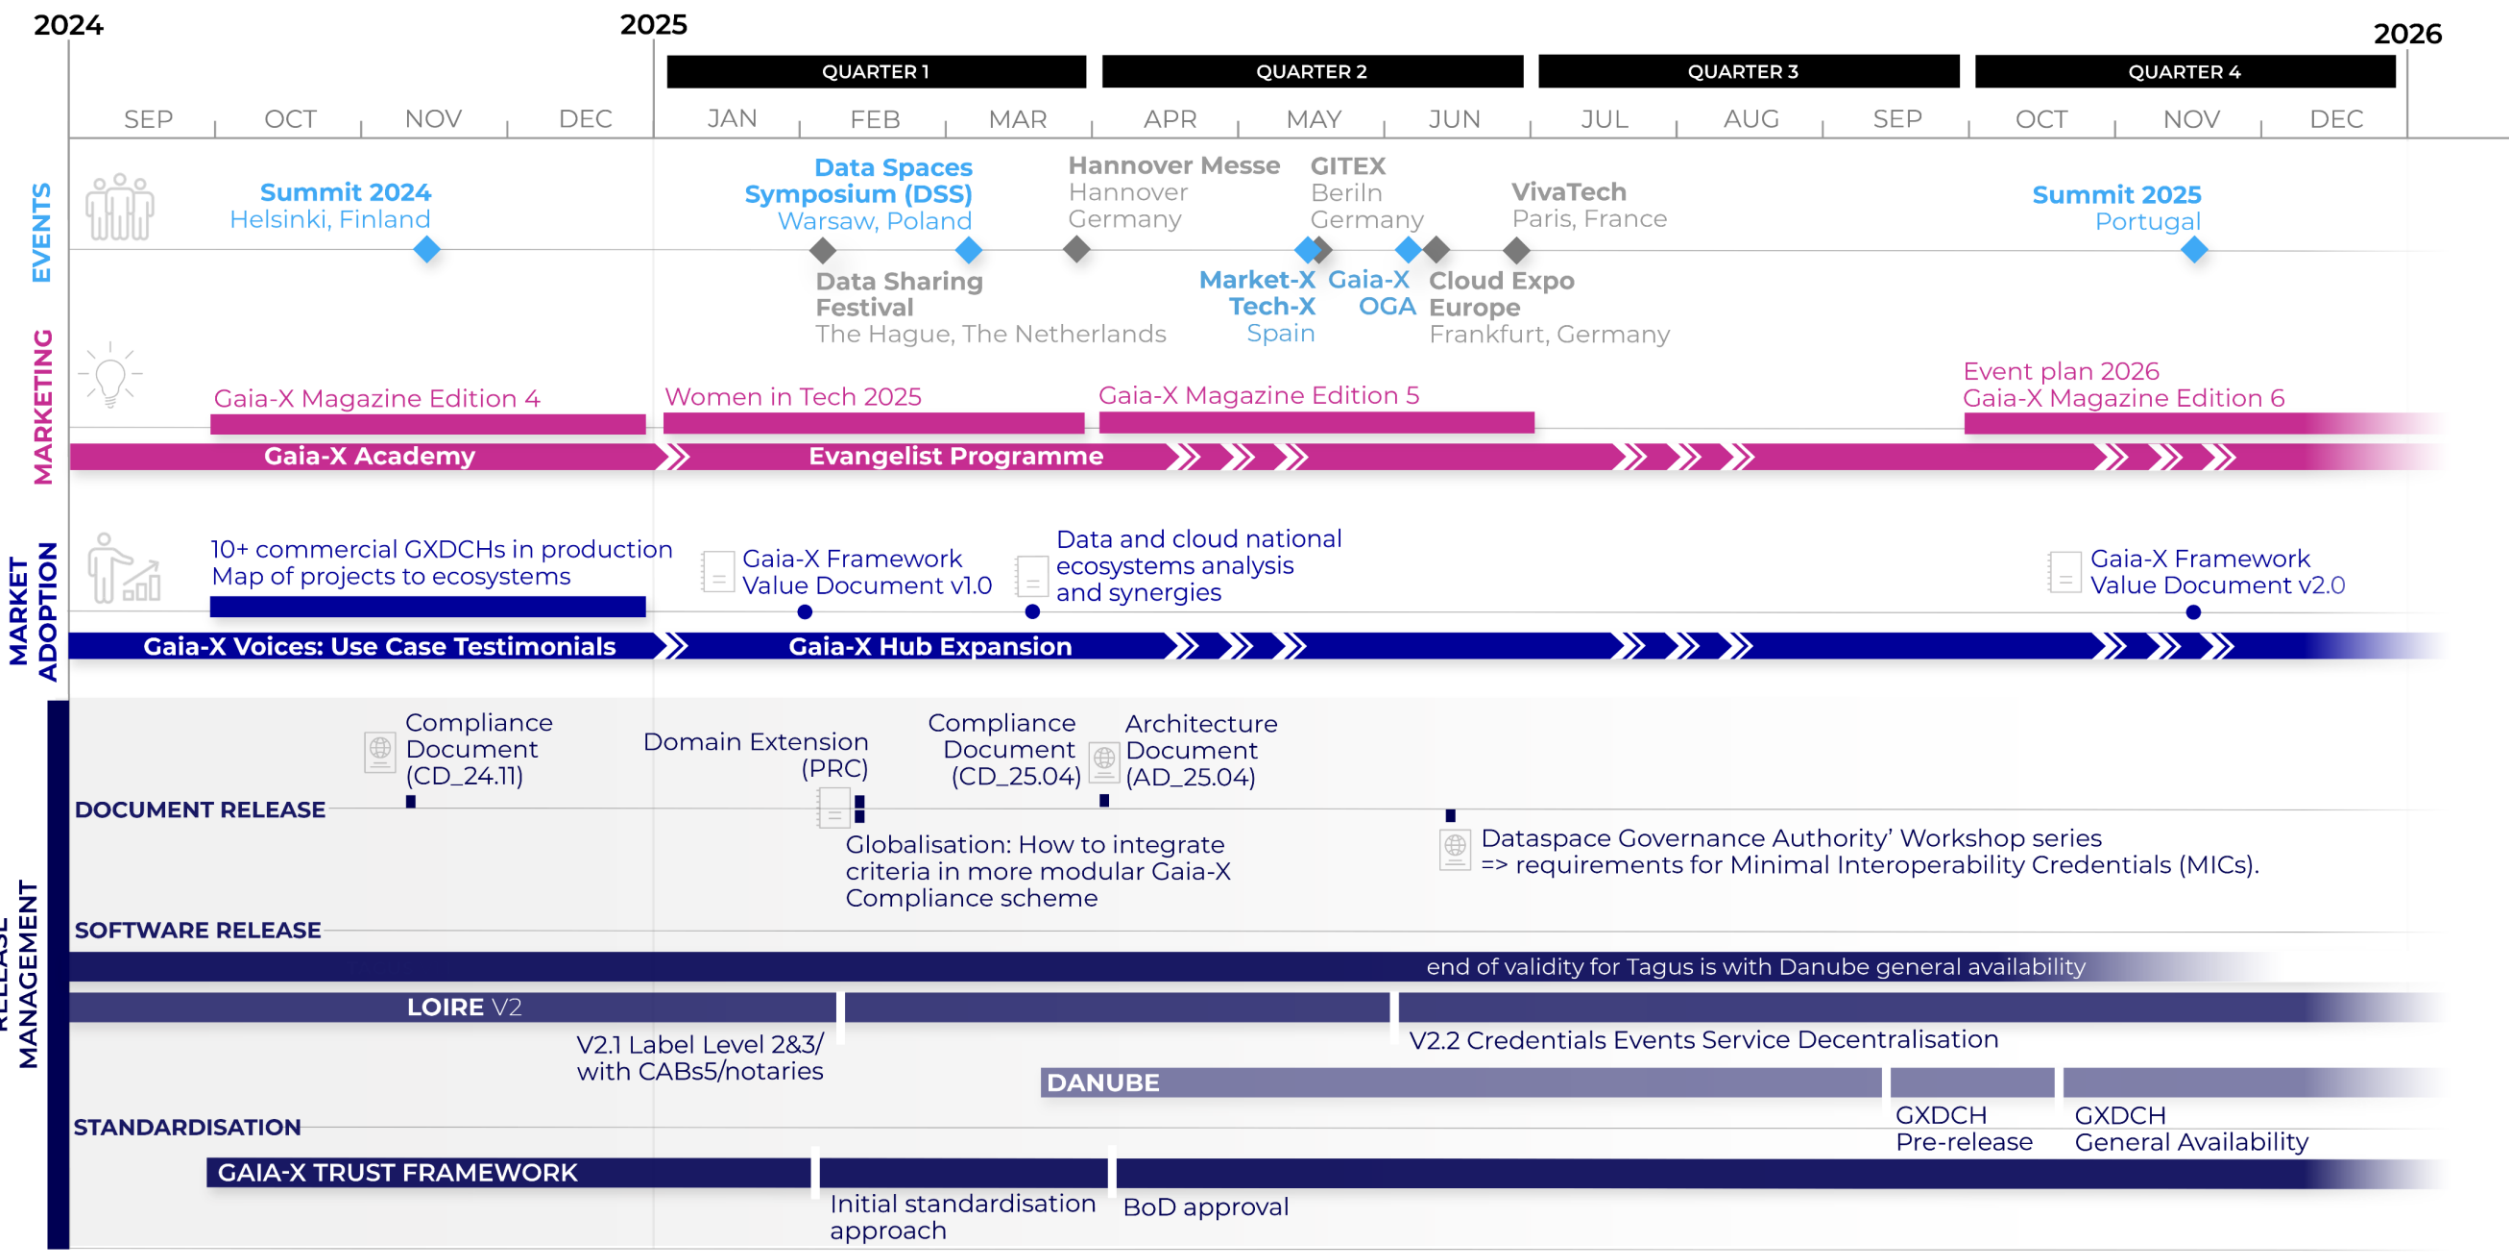 2024
2025
2026
QUARTER 1
QUARTER 2
QUARTER 3
QUARTER 4
SEP
OCT
NOV
DEC
JAN
FEB
MAR
APR
MAY
JUN
JUL
AUG
SEP
OCT
NOV
DEC
EVENTS
Summit 2024
Helsinki, Finland
Data Spaces
Symposium (DSS)
Warsaw, Poland
Hannover Messe
Hannover
Germany
GITEX
Beriln
Germany
VivaTech
Paris, France
Summit 2025
Portugal
Data Sharing
Festival
The Hague, The Netherlands
Market-X
Tech-X
Spain
Gaia-X
OGA
Cloud Expo
Europe
Frankfurt, Germany
MARKETING
Gaia-X Magazine Edition 4
Women in Tech 2025
Gaia-X Magazine Edition 5
Event plan 2026
Gaia-X Magazine Edition 6
Gaia-X Academy
Evangelist Programme
MARKET
ADOPTION
10+ commercial GXDCHs in production
Map of projects to ecosystems
Gaia-X Framework
Value Document v1.0
Data and cloud national
ecosystems analysis
and synergies
Gaia-X Framework
Value Document v2.0
Gaia-X Voices: Use Case Testimonials
Gaia-X Hub Expansion
MANAGEMENT
Compliance
Document
(CD_24.11)
Domain Extension
(PRC)
Compliance
Document
(CD_25.04)
Architecture
Document
(AD_25.04)
DOCUMENT RELEASE
Globalisation: How to integrate
criteria in more modular Gaia-X
Compliance scheme
Dataspace Governance Authority’ Workshop series
=> requirements for Minimal Interoperability Credentials (MICs).
SOFTWARE RELEASE
end of validity for Tagus is with Danube general availability
LOIRE V2
V2.1 Label Level 2&3/
with CABs5/notaries
V2.2 Credentials Events Service Decentralisation
DANUBE
GXDCH
Pre-release
GXDCH
General Availability
STANDARDISATION
GAIA-X TRUST FRAMEWORK
Initial standardisation
approach
BoD approval